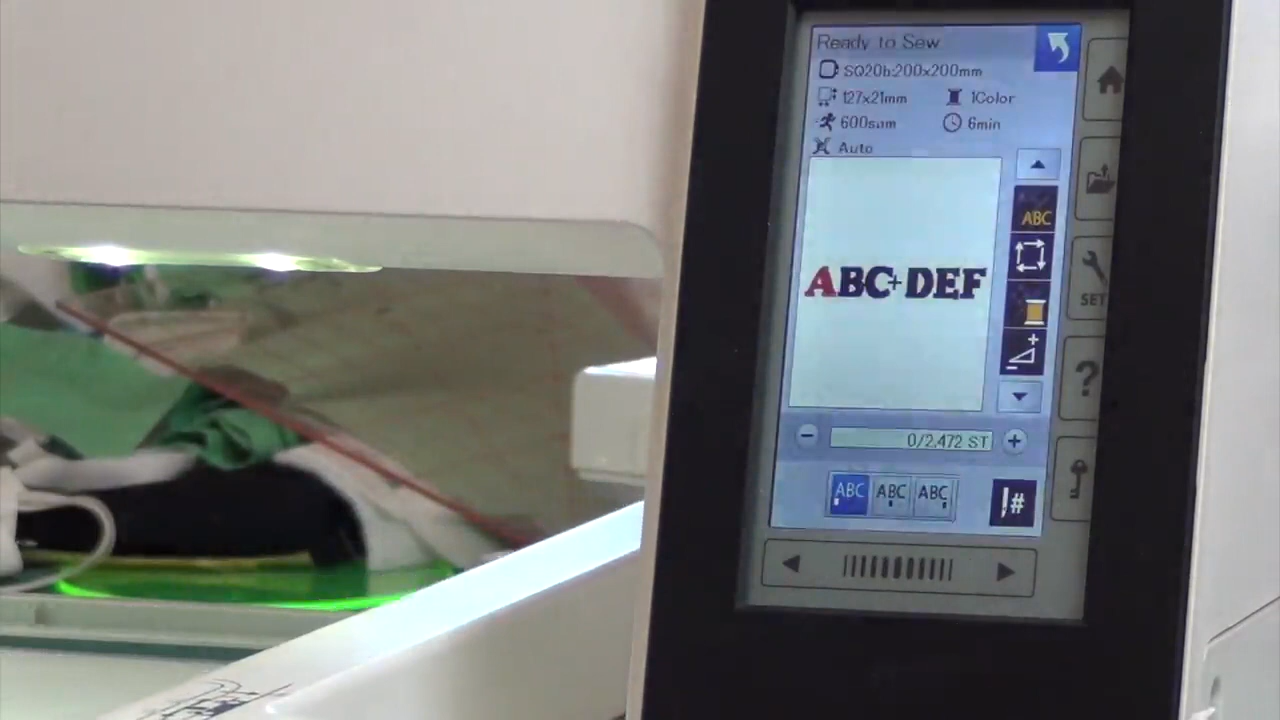 Ready to Sew
SQ20b:200x200mm
127x21mm 1Color
600spm 6min
Auto
ABC
ABC+DEF
SET
?
0/2,472 ST
ABC ABC ABC
#